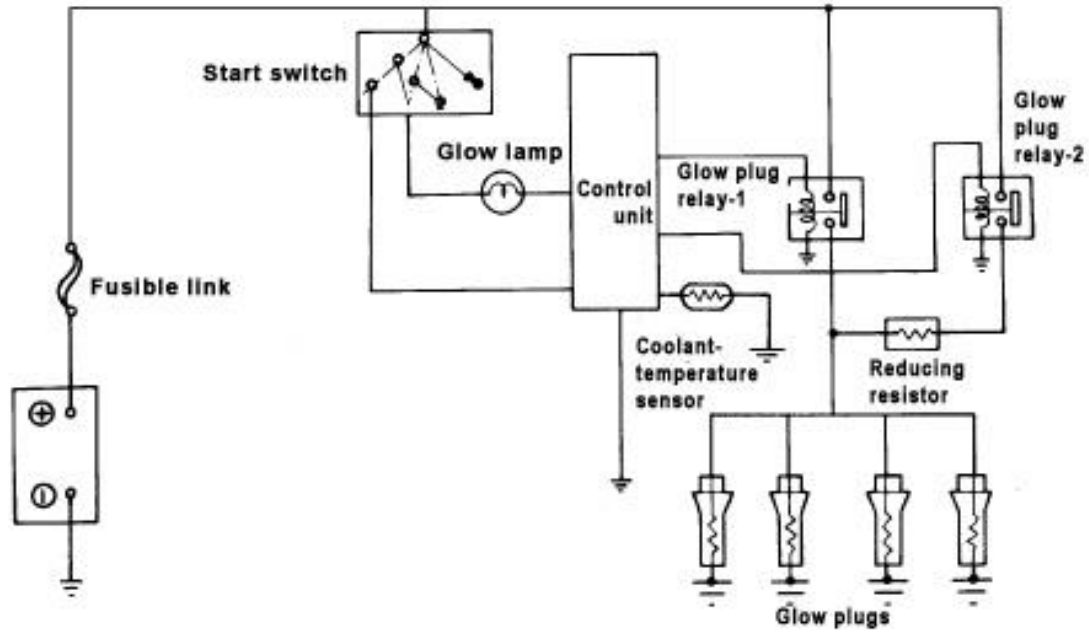 Start switch
Glow lamp
Control
unit
Glow plug
relay-1
Glow
plug
relay-2
Fusible link
Coolant-
temperature
sensor
Reducing
resistor
+
−
Glow plugs